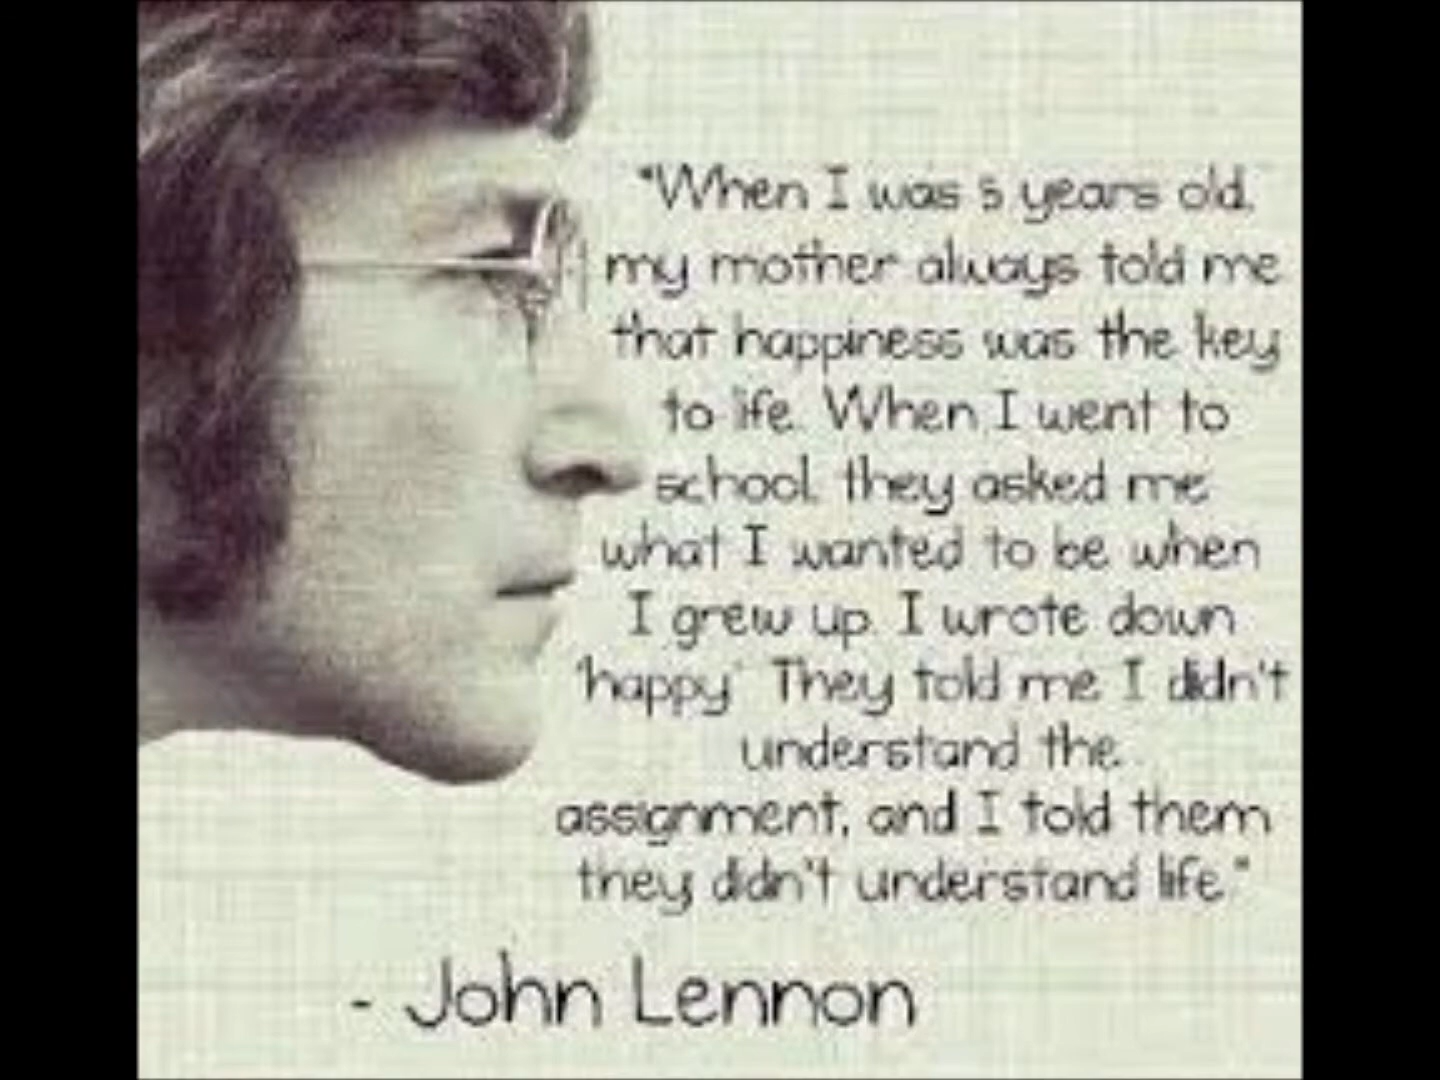 "When I was 5 years old,
my mother always told me
that happiness was the key
to life. When I went to
school, they asked me
what I wanted to be when
I grew up. I wrote down
'happy'. They told me I didn't
understand the
assignment, and I told them
they didn't understand life."
- John Lennon